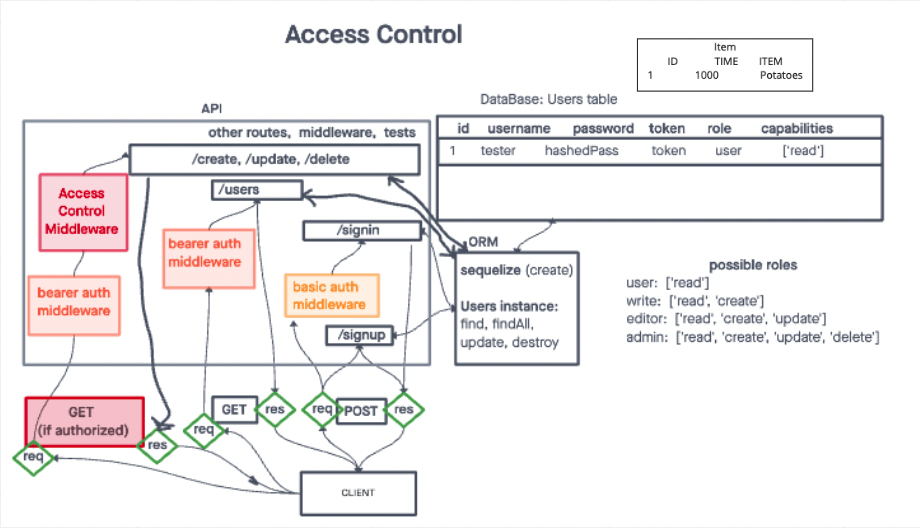 Access Control
Item
ID TIME ITEM
1 1000 Potatoes
DataBase: Users table
id username password token role capabilities
1 tester hashedPass token user ['read']
API
other routes, middleware, tests
/create, /update, /delete
/users
Access
Control
Middleware
bearer auth
middleware
/signin
bearer auth
middleware
basic auth
middleware
/signup
ORM
sequelize (create)
Users instance:
find, findAll,
update, destroy
possible roles
user: ['read']
write: ['read', 'create']
editor: ['read', 'create', 'update']
admin: ['read', 'create', 'update', 'delete']
GET
(if authorized)
req
res
req
GET
res
req
POST
res
CLIENT